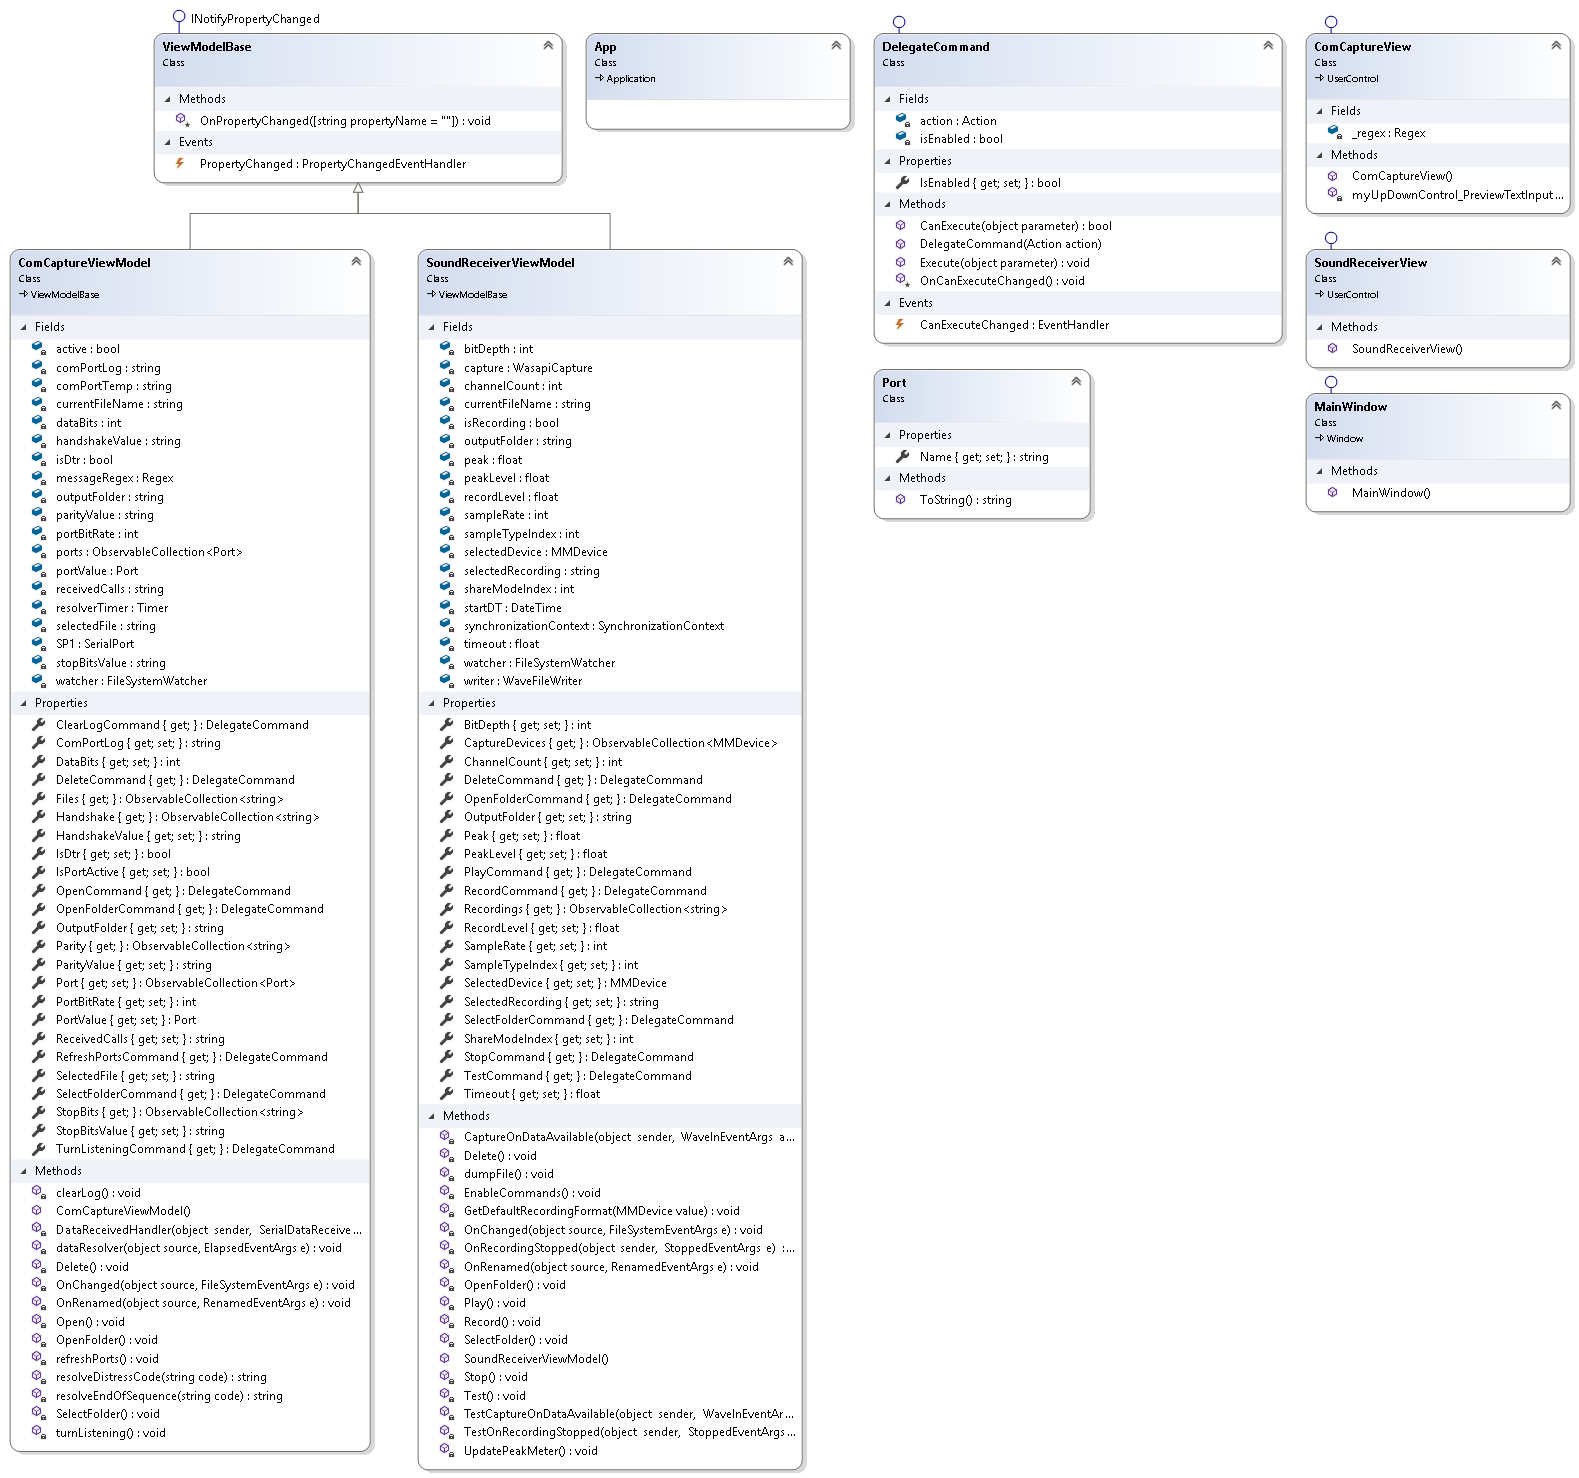 INotifyPropertyChanged
ViewModelBase
Class
Methods
OnPropertyChanged([string propertyName = ""]) : void
Events
PropertyChanged : PropertyChangedEventHandler
App
Class
Application
DelegateCommand
Class
Fields
action : Action
isEnabled : bool
Properties
IsEnabled { get; set; } : bool
Methods
CanExecute(object parameter) : bool
DelegateCommand(Action action)
Execute(object parameter) : void
OnCanExecuteChanged() : void
Events
CanExecuteChanged : EventHandler
ComCaptureView
Class
UserControl
Fields
_regex : Regex
Methods
ComCaptureView()
myUpDownControl_PreviewTextInput...
SoundReceiverView
Class
UserControl
Methods
SoundReceiverView()
MainWindow
Class
Window
Methods
MainWindow()
Port
Class
Properties
Name { get; set; } : string
Methods
ToString() : string
ComCaptureViewModel
Class
ViewModelBase
Fields
active : bool
comPortLog : string
comPortTemp : string
currentFileName : string
dataBits : int
handshakeValue : string
isDtr : bool
messageRegex : Regex
outputFolder : string
parityValue : string
portBitRate : int
ports : ObservableCollection<Port>
portValue : Port
receivedCalls : string
resolverTimer : Timer
selectedFile : string
SP1 : SerialPort
stopBitsValue : string
watcher : FileSystemWatcher
Properties
ClearLogCommand { get; } : DelegateCommand
ComPortLog { get; set; } : string
DataBits { get; set; } : int
DeleteCommand { get; } : DelegateCommand
Files { get; } : ObservableCollection<string>
Handshake { get; } : ObservableCollection<string>
HandshakeValue { get; set; } : string
IsDtr { get; set; } : bool
IsPortActive { get; set; } : bool
OpenCommand { get; } : DelegateCommand
OpenFolderCommand { get; } : DelegateCommand
OutputFolder { get; set; } : string
Parity { get; } : ObservableCollection<string>
ParityValue { get; set; } : string
Port { get; set; } : ObservableCollection<Port>
PortBitRate { get; set; } : int
PortValue { get; set; } : Port
ReceivedCalls { get; set; } : string
RefreshPortsCommand { get; } : DelegateCommand
SelectedFile { get; set; } : string
SelectFolderCommand { get; } : DelegateCommand
StopBits { get; } : ObservableCollection<string>
StopBitsValue { get; set; } : string
TurnListeningCommand { get; } : DelegateCommand
Methods
clearLog() : void
ComCaptureViewModel()
DataReceivedHandler(object sender, SerialDataReceive...
dataResolver(object source, ElapsedEventArgs e) : void
Delete() : void
OnChanged(object source, FileSystemEventArgs e) : void
OnRenamed(object source, RenamedEventArgs e) : void
Open() : void
OpenFolder() : void
refreshPorts() : void
resolveDistressCode(string code) : string
resolveEndOfSequence(string code) : string
SelectFolder() : void
turnListening() : void
SoundReceiverViewModel
Class
ViewModelBase
Fields
bitDepth : int
capture : WasapiCapture
channelCount : int
currentFileName : string
isRecording : bool
outputFolder : string
peak : float
peakLevel : float
recordLevel : float
sampleRate : int
sampleTypeIndex : int
selectedDevice : MMDevice
selectedRecording : string
shareModeIndex : int
startDT : DateTime
synchronizationContext : SynchronizationContext
timeout : float
watcher : FileSystemWatcher
writer : WaveFileWriter
Properties
BitDepth { get; set; } : int
CaptureDevices { get; } : ObservableCollection<MMDevice>
ChannelCount { get; set; } : int
DeleteCommand { get; } : DelegateCommand
OpenFolderCommand { get; } : DelegateCommand
OutputFolder { get; set; } : string
Peak { get; set; } : float
PeakLevel { get; set; } : float
PlayCommand { get; } : DelegateCommand
RecordCommand { get; } : DelegateCommand
Recordings { get; } : ObservableCollection<string>
RecordLevel { get; set; } : float
SampleRate { get; set; } : int
SampleTypeIndex { get; set; } : int
SelectedDevice { get; set; } : MMDevice
SelectedRecording { get; set; } : string
SelectFolderCommand { get; } : DelegateCommand
ShareModeIndex { get; set; } : int
StopCommand { get; } : DelegateCommand
TestCommand { get; } : DelegateCommand
Timeout { get; set; } : float
Methods
CaptureOnDataAvailable(object sender, WaveInEventArgs a...
Delete() : void
dumpFile() : void
EnableCommands() : void
GetDefaultRecordingFormat(MMDevice value) : void
OnChanged(object source, FileSystemEventArgs e) : void
OnRecordingStopped(object sender, StoppedEventArgs e) :...
OnRenamed(object source, RenamedEventArgs e) : void
OpenFolder() : void
Play() : void
Record() : void
SelectFolder() : void
SoundReceiverViewModel()
Stop() : void
Test() : void
TestCaptureOnDataAvailable(object sender, WaveInEventAr...
TestOnRecordingStopped(object sender, StoppedEventArgs...
UpdatePeakMeter() : void